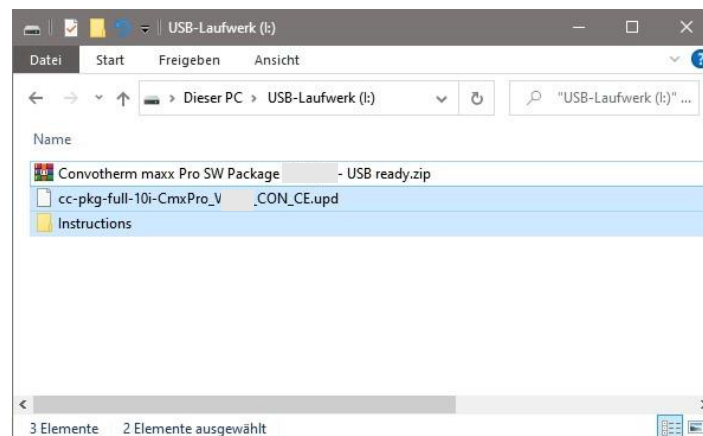 USB-Laufwerk (I:)
Datei Start Freigeben Ansicht
Dieser PC > USB-Laufwerk (I:) "USB-Laufwerk (I:)" ...
Name
Convotherm maxx Pro SW Package - USB ready.zip
cc-pkg-full-10i-CmxPro_V _CON_CE.upd
Instructions
3 Elemente 2 Elemente ausgewählt